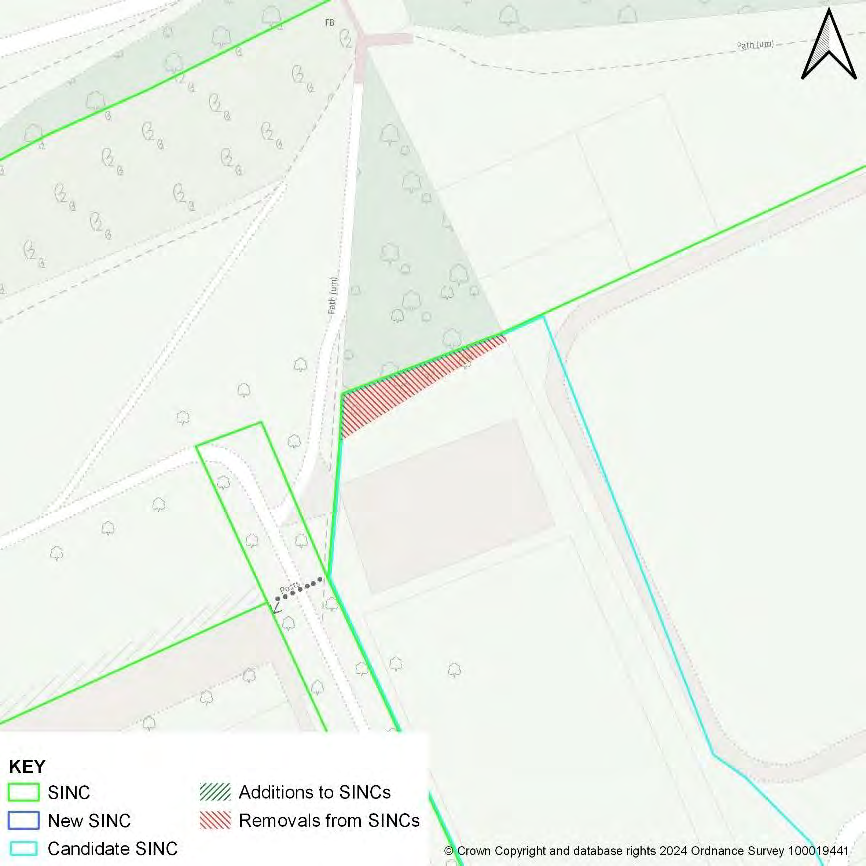 FB
Path (um)
Path (um)
Posts
KEY
SINC
New SINC
Candidate SINC
Additions to SINCs
Removals from SINCs
© Crown Copyright and database rights 2024 Ordnance Survey 100019441